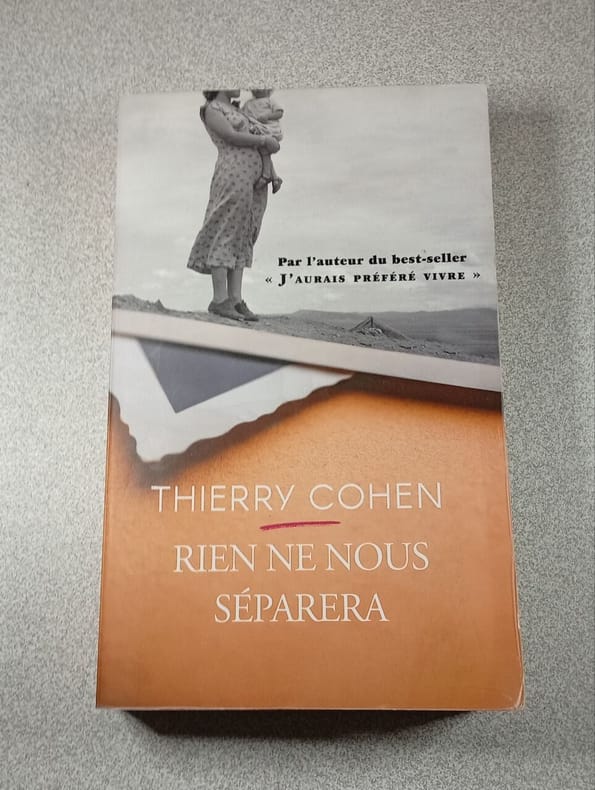 Par l'auteur du best-seller
« J'AURAIS PRÉFÉRÉ VIVRE »
THIERRY COHEN
RIEN NE NOUS
SÉPARERA